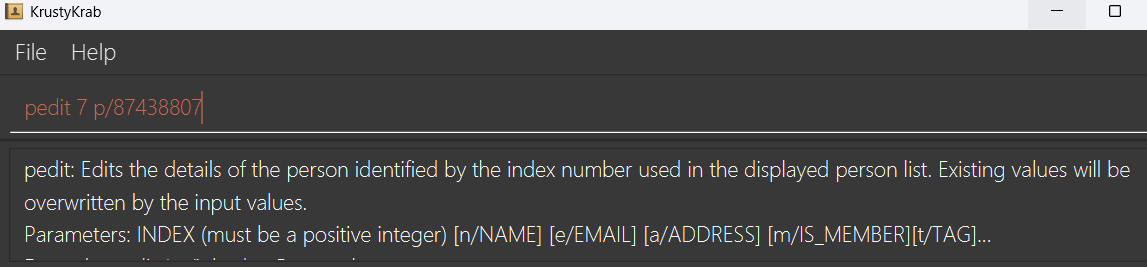 KrustyKrab
File Help
pedit 7 p/87438807
pedit: Edits the details of the person identified by the index number used in the displayed person list. Existing values will be
overwritten by the input values.
Parameters: INDEX (must be a positive integer) [n/NAME] [e/EMAIL] [a/ADDRESS] [m/IS_MEMBER][t/TAG]...